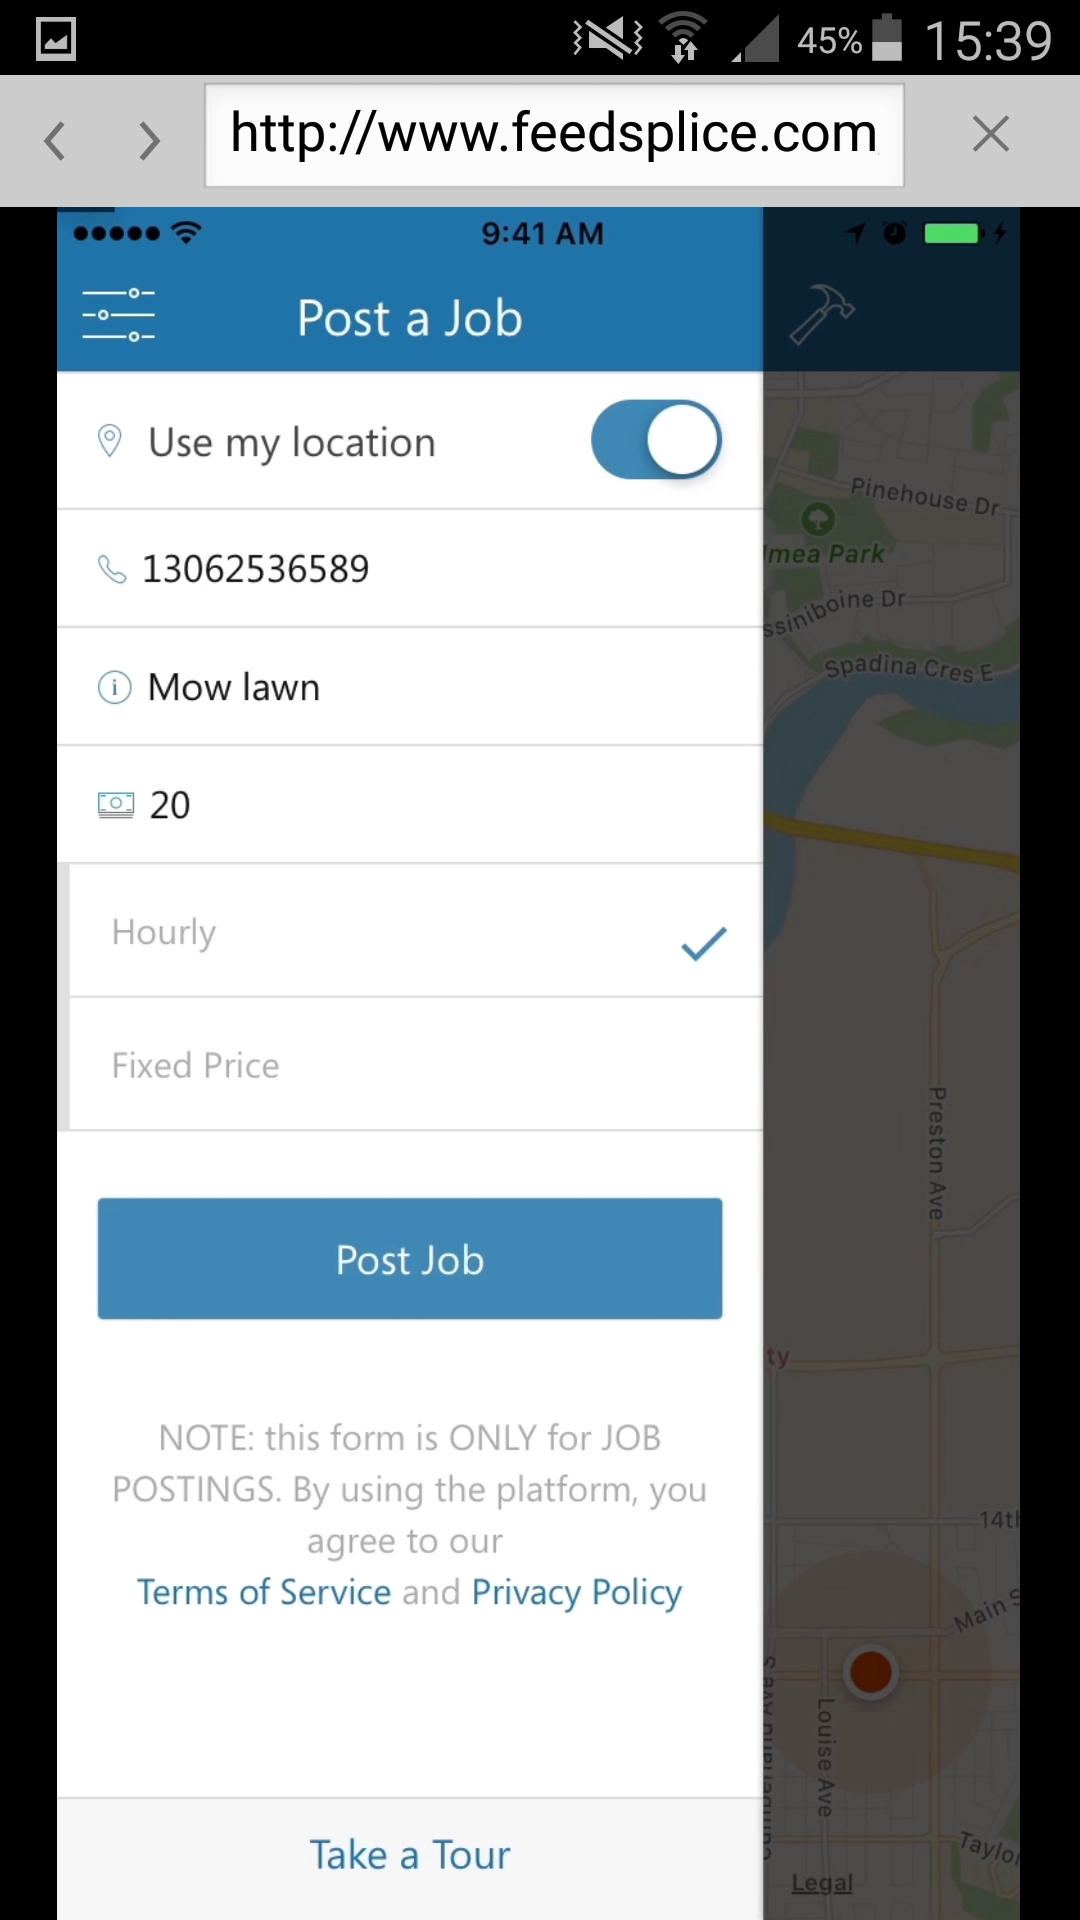 45% 15:39
http://www.feedsplice.com
9:41 AM
Post a Job
Use my location
13062536589
Mow lawn
20
Hourly
Fixed Price
Post Job
NOTE: this form is ONLY for JOB
POSTINGS. By using the platform, you
agree to our
Terms of Service and Privacy Policy
Take a Tour
Pinehouse Dr
mea Park
ssiniboine Dr
Spadina Cres E
Preston Ave
ty
14th
Main S
Louise Ave
Taylor
Legal